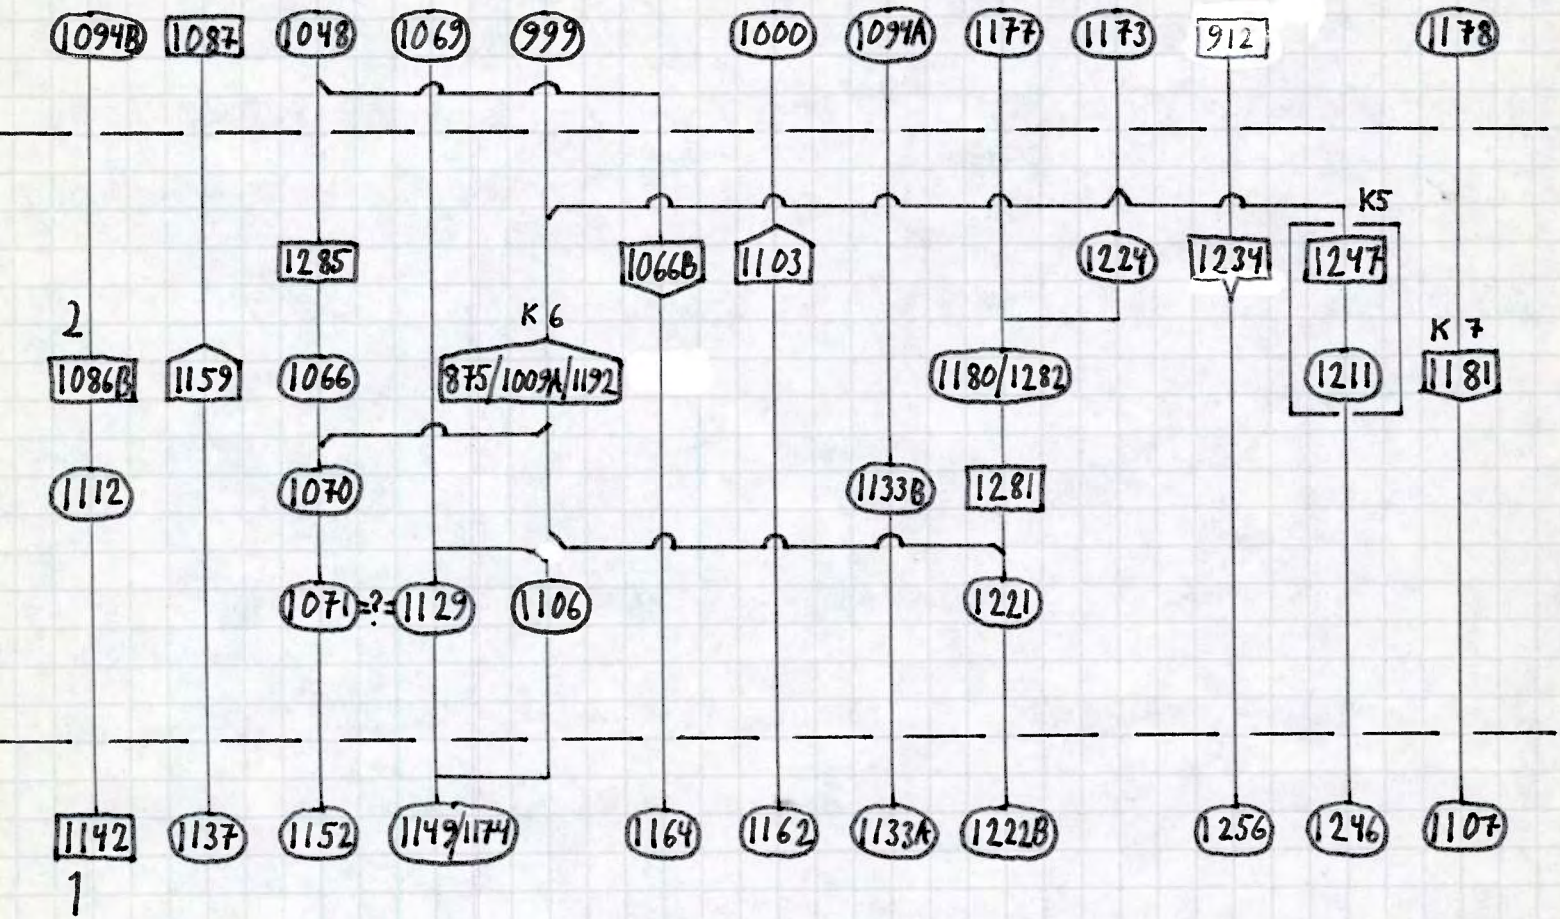 1094B 1087 1048 1069 999 1000 1094A 1177 1173 912 1178
K5
1285 1066B 1103 1224 1234 1247
2 K 6 K 7
1086B 1159 1066 875/1009A/1192 1180/1282 1211 1181
1112 1070 1133B 1281
1071 =?= 1129 1106 1221
1142 1137 1152 1149/1174 1164 1162 1133A 1222B 1256 1246 1107
1